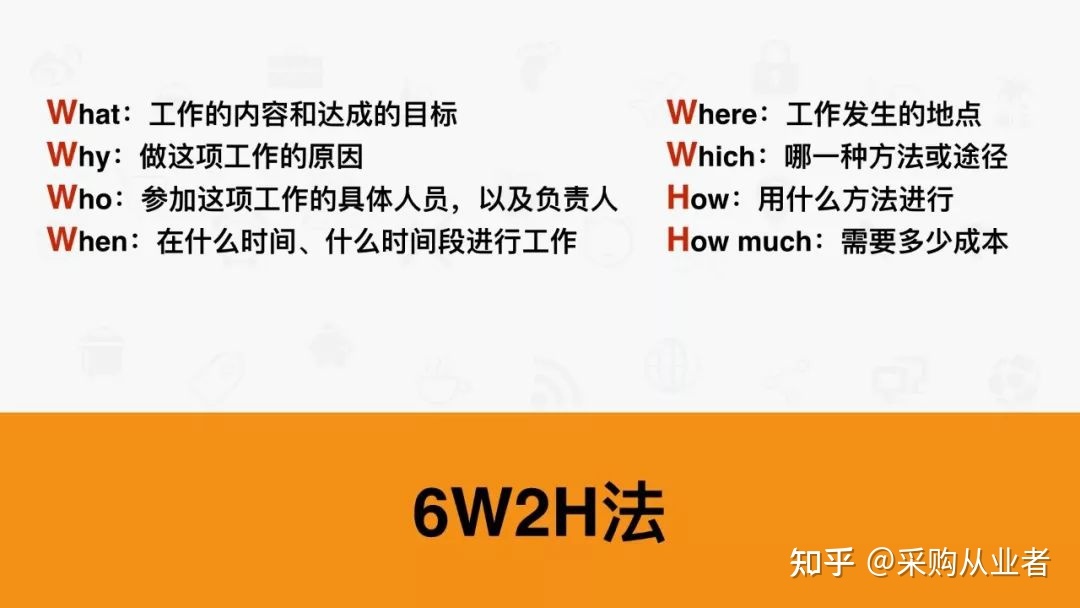 What：工作的内容和达成的目标
Why：做这项工作的原因
Who：参加这项工作的具体人员，以及负责人
When：在什么时间、什么时间段进行工作
Where：工作发生的地点
Which：哪一种方法或途径
How：用什么方法进行
How much：需要多少成本
6W2H法
知乎 @采购从业者